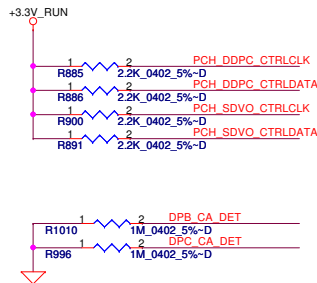 +3.3V_RUN
1 2 PCH_DDPC_CTRLCLK
R885 2.2K_0402_5%~D
1 2 PCH_DDPC_CTRLDATA
R886 2.2K_0402_5%~D
1 2 PCH_SDVO_CTRLCLK
R900 2.2K_0402_5%~D
1 2 PCH_SDVO_CTRLDATA
R891 2.2K_0402_5%~D
1 2 DPB_CA_DET
R1010 1M_0402_5%~D
1 2 DPC_CA_DET
R996 1M_0402_5%~D